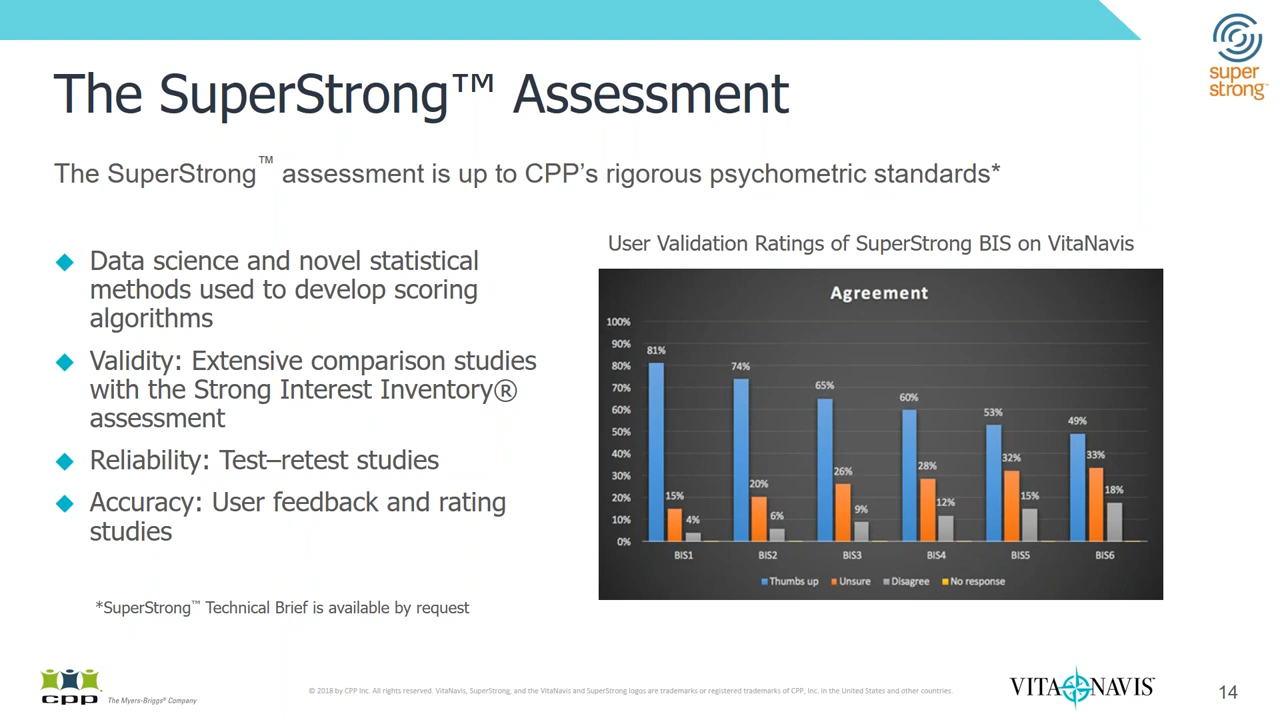 super
strong™
The SuperStrong™ Assessment
The SuperStrong™ assessment is up to CPP’s rigorous psychometric standards*
Data science and novel statistical
methods used to develop scoring
algorithms
Validity: Extensive comparison studies
with the Strong Interest Inventory®
assessment
Reliability: Test–retest studies
Accuracy: User feedback and rating
studies
*SuperStrong™ Technical Brief is available by request
User Validation Ratings of SuperStrong BIS on VitaNavis
Agreement
100%
90%
80%
70%
60%
50%
40%
30%
20%
10%
0%
81%
15%
4%
74%
20%
6%
65%
26%
9%
60%
28%
12%
53%
32%
15%
49%
33%
18%
BIS1 BIS2 BIS3 BIS4 BIS5 BIS6
Thumbs up Unsure Disagree No response
cpp The Myers-Briggs® Company
© 2018 by CPP Inc. All rights reserved. VitaNavis, SuperStrong, and the VitaNavis and SuperStrong logos are trademarks or registered trademarks of CPP, Inc. in the United States and other countries.
VITA NAVIS™
14